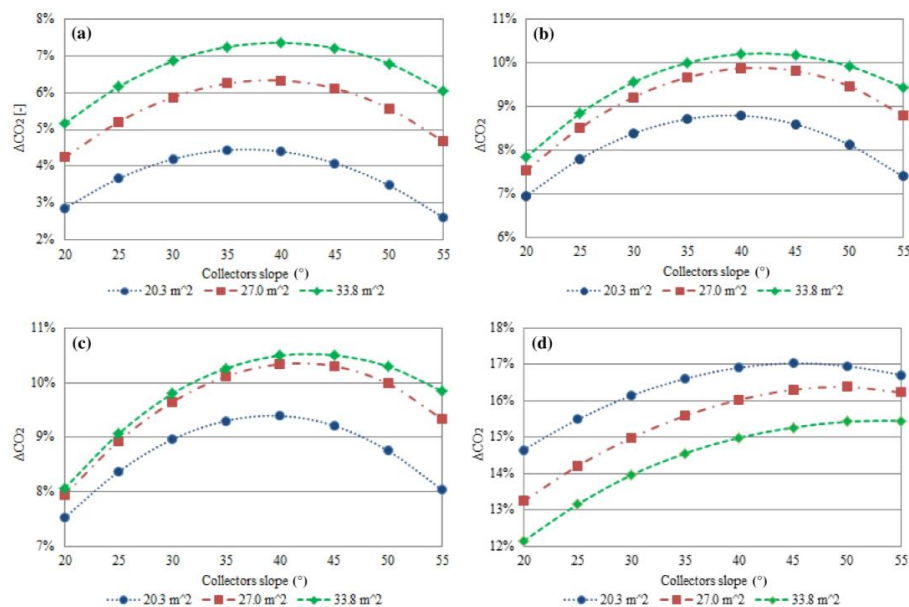 (a)
8%
7%
6%
5%
4%
3%
2%
ΔCO2 [-]
20 25 30 35 40 45 50 55
Collectors slope (°)
20.3 m^2 27.0 m^2 33.8 m^2
(b)
11%
10%
9%
8%
7%
6%
ΔCO2
20 25 30 35 40 45 50 55
Collectors slope (°)
20.3 m^2 27.0 m^2 33.8 m^2
(c)
11%
10%
9%
8%
7%
ΔCO2
20 25 30 35 40 45 50 55
Collectors slope (°)
20.3 m^2 27.0 m^2 33.8 m^2
(d)
18%
17%
16%
15%
14%
13%
12%
ΔCO2
20 25 30 35 40 45 50 55
Collectors slope (°)
20.3 m^2 27.0 m^2 33.8 m^2